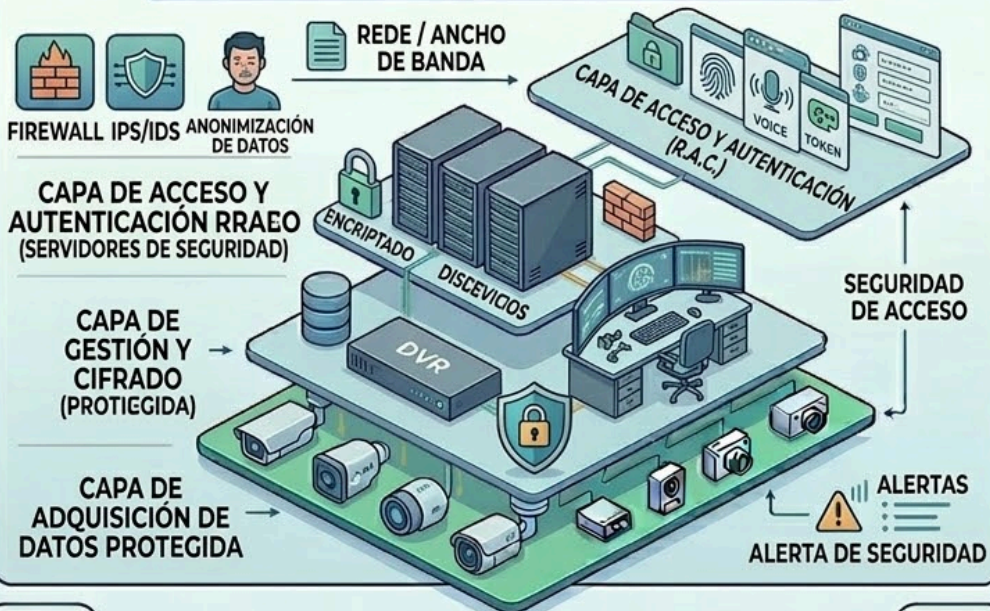 REDE / ANCHO
DE BANDA
FIREWALL
IPS/IDS
ANONIMIZACIÓN
DE DATOS
CAPA DE ACCESO Y AUTENTICACIÓN
(R.A.C.)
VOICE
TOKEN
CAPA DE ACCESO Y
AUTENTICACIÓN RRAEO
(SERVIDORES DE SEGURIDAD)
ENCRIPTADO
DISCEVICIOS
SEGURIDAD
DE ACCESO
CAPA DE
GESTIÓN Y
CIFRADO
(PROTIEGIDA)
DVR
CAPA DE
ADQUISICIÓN DE
DATOS PROTEGIDA
ALERTAS
ALERTA DE SEGURIDAD